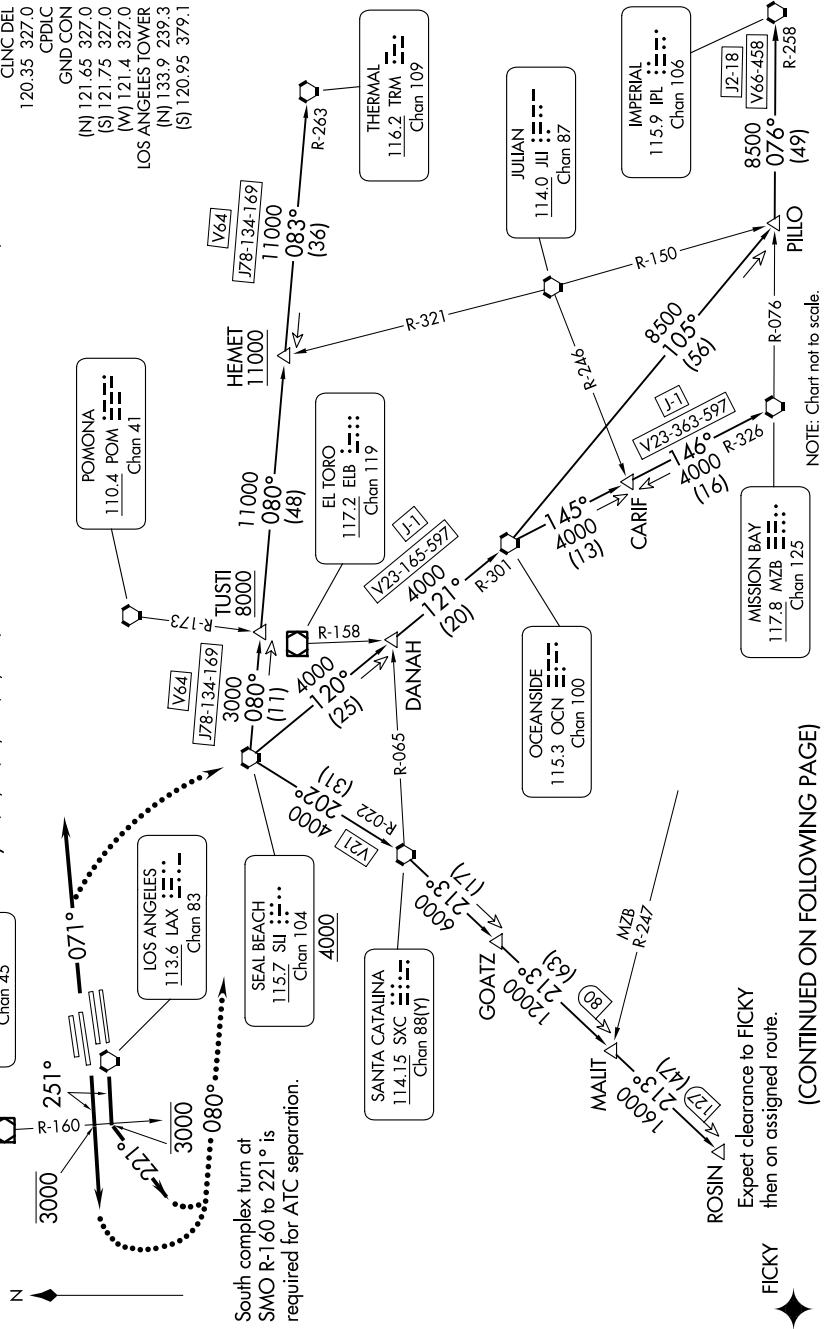 CLNC DEL
120.35 327.0
CPDLC
GND CON
(N) 121.65 327.0
(S) 121.75 327.0
(W) 121.4 327.0
LOS ANGELES TOWER
(N) 133.9 239.3
(S) 120.95 379.1
Chan 45
N
3000
R-160
251°
3000
221°
080°
071°
LOS ANGELES
113.6 LAX
Chan 83
South complex turn at
SMO R-160 to 221° is
required for ATC separation.
SEAL BEACH
115.7 SLI
Chan 104
4000
POMONA
110.4 POM
Chan 41
R-173
V64
J78-134-169
3000
080°
(11)
TUSTI
8000
11000
080°
(48)
HEMET
11000
V64
J78-134-169
11000
083°
(36)
R-263
THERMAL
116.2 TRM
Chan 109
EL TORO
117.2 ELB
Chan 119
R-158
4000
120°
(25)
DANAH
J-1
V23-165-597
4000
121°
(20)
R-301
R-065
4000
202°
(31)
R-022
V21
SANTA CATALINA
114.15 SXC
Chan 88(Y)
6000
213°
(17)
GOATZ
12000
213°
(63)
80
MALIT
MZB
R-247
16000
213°
(47)
127
ROSIN
OCEANSIDE
115.3 OCN
Chan 100
145°
4000
(13)
CARIF
J-1
V23-363-597
146°
4000
(16)
R-326
MISSION BAY
117.8 MZB
Chan 125
JULIAN
114.0 JLI
Chan 87
R-321
R-246
R-150
8500
105°
(56)
R-076
PILLO
8500
076°
(49)
J2-18
V66-458
R-258
IMPERIAL
115.9 IPL
Chan 106
FICKY
Expect clearance to FICKY
then on assigned route.
NOTE: Chart not to scale.
(CONTINUED ON FOLLOWING PAGE)